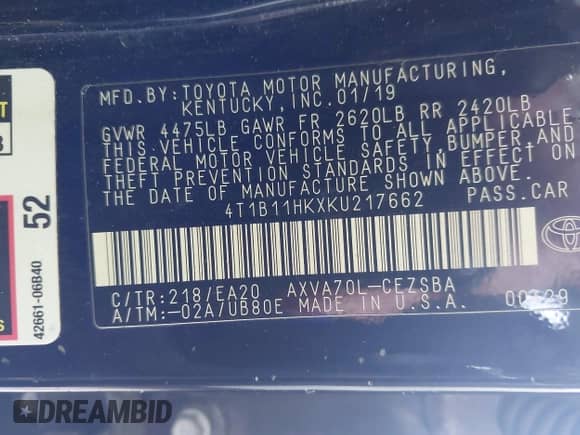 MFD.BY:TOYOTA MOTOR MANUFACTURING,
KENTUCKY, INC.01/19
GVWR 4475LB GAWR FR 2620LB RR 2420LB
THIS VEHICLE CONFORMS TO ALL APPLICABLE
FEDERAL MOTOR VEHICLE SAFETY,BUMPER,AND
THEFT PREVENTION STANDARDS IN EFFECT ON
THE DATE OF MANUFACTURE SHOWN ABOVE.
4T1B11HKXKU217662 PASS.CAR
C/TR:218/EA20 AXVA70L-CEZSBA
A/TM:-02A/UB80E MADE IN U.S.A.
52
42661-06B40
DREAMBID